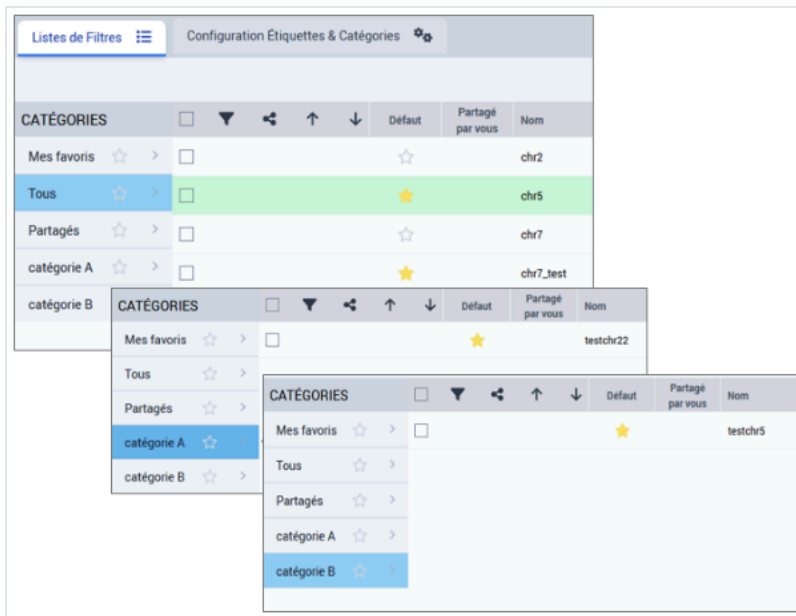 Listes de Filtres
Configuration Étiquettes & Catégories
CATÉGORIES Défaut Partagé par vous Nom
Mes favoris chr2
Tous chr5
Partagés chr7
catégorie A chr7_test
catégorie B
CATÉGORIES Défaut Partagé par vous Nom
Mes favoris testchr22
Tous
Partagés
catégorie A
catégorie B
CATÉGORIES Défaut Partagé par vous Nom
Mes favoris testchr5
Tous
Partagés
catégorie A
catégorie B